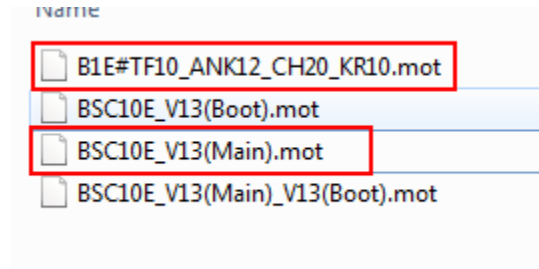 Name
B1E#TF10_ANK12_CH20_KR10.mot
BSC10E_V13(Boot).mot
BSC10E_V13(Main).mot
BSC10E_V13(Main)_V13(Boot).mot